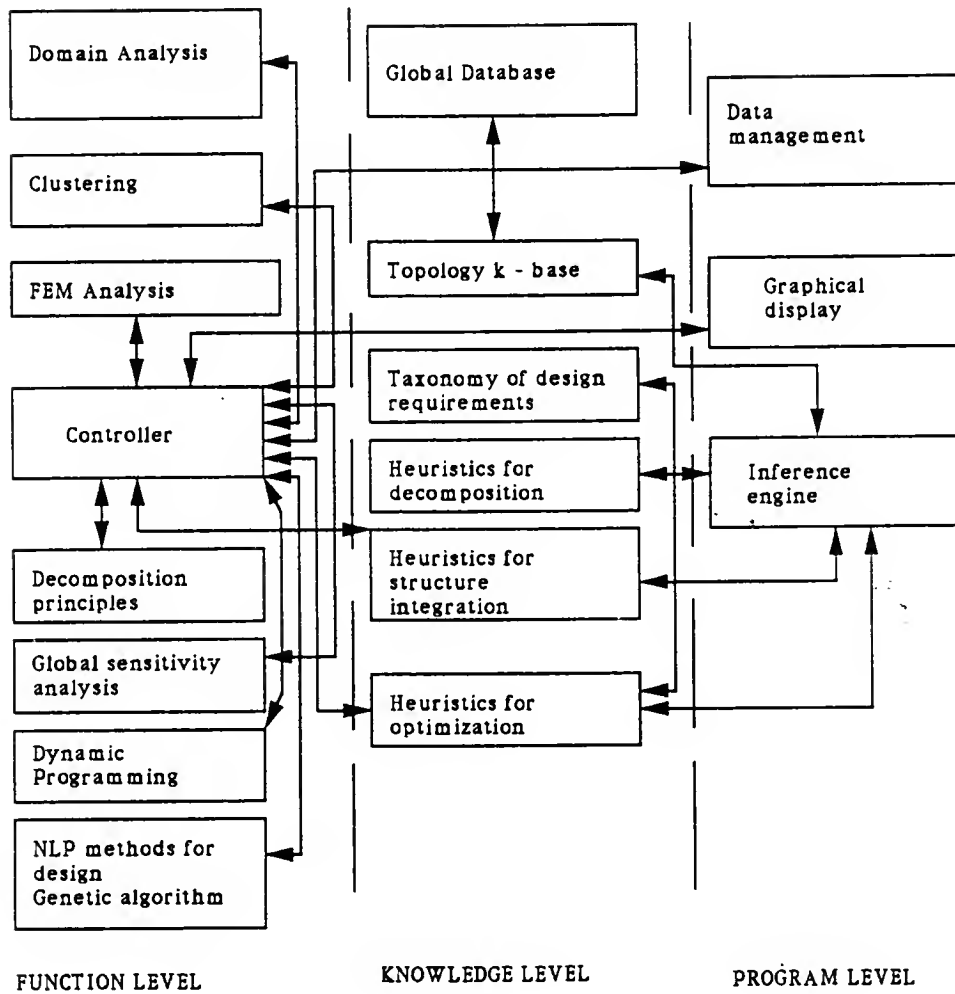 Domain Analysis
Clustering
FEM Analysis
Controller
Decomposition
principles
Global sensitivity
analysis
Dynamic
Programming
NLP methods for
design
Genetic algorithm
FUNCTION LEVEL
Global Database
Topology k - base
Taxonomy of design
requirements
Heuristics for
decomposition
Heuristics for
structure
integration
Heuristics for
optimization
KNOWLEDGE LEVEL
Data
management
Graphical
display
Inference
engine
PROGRAM LEVEL